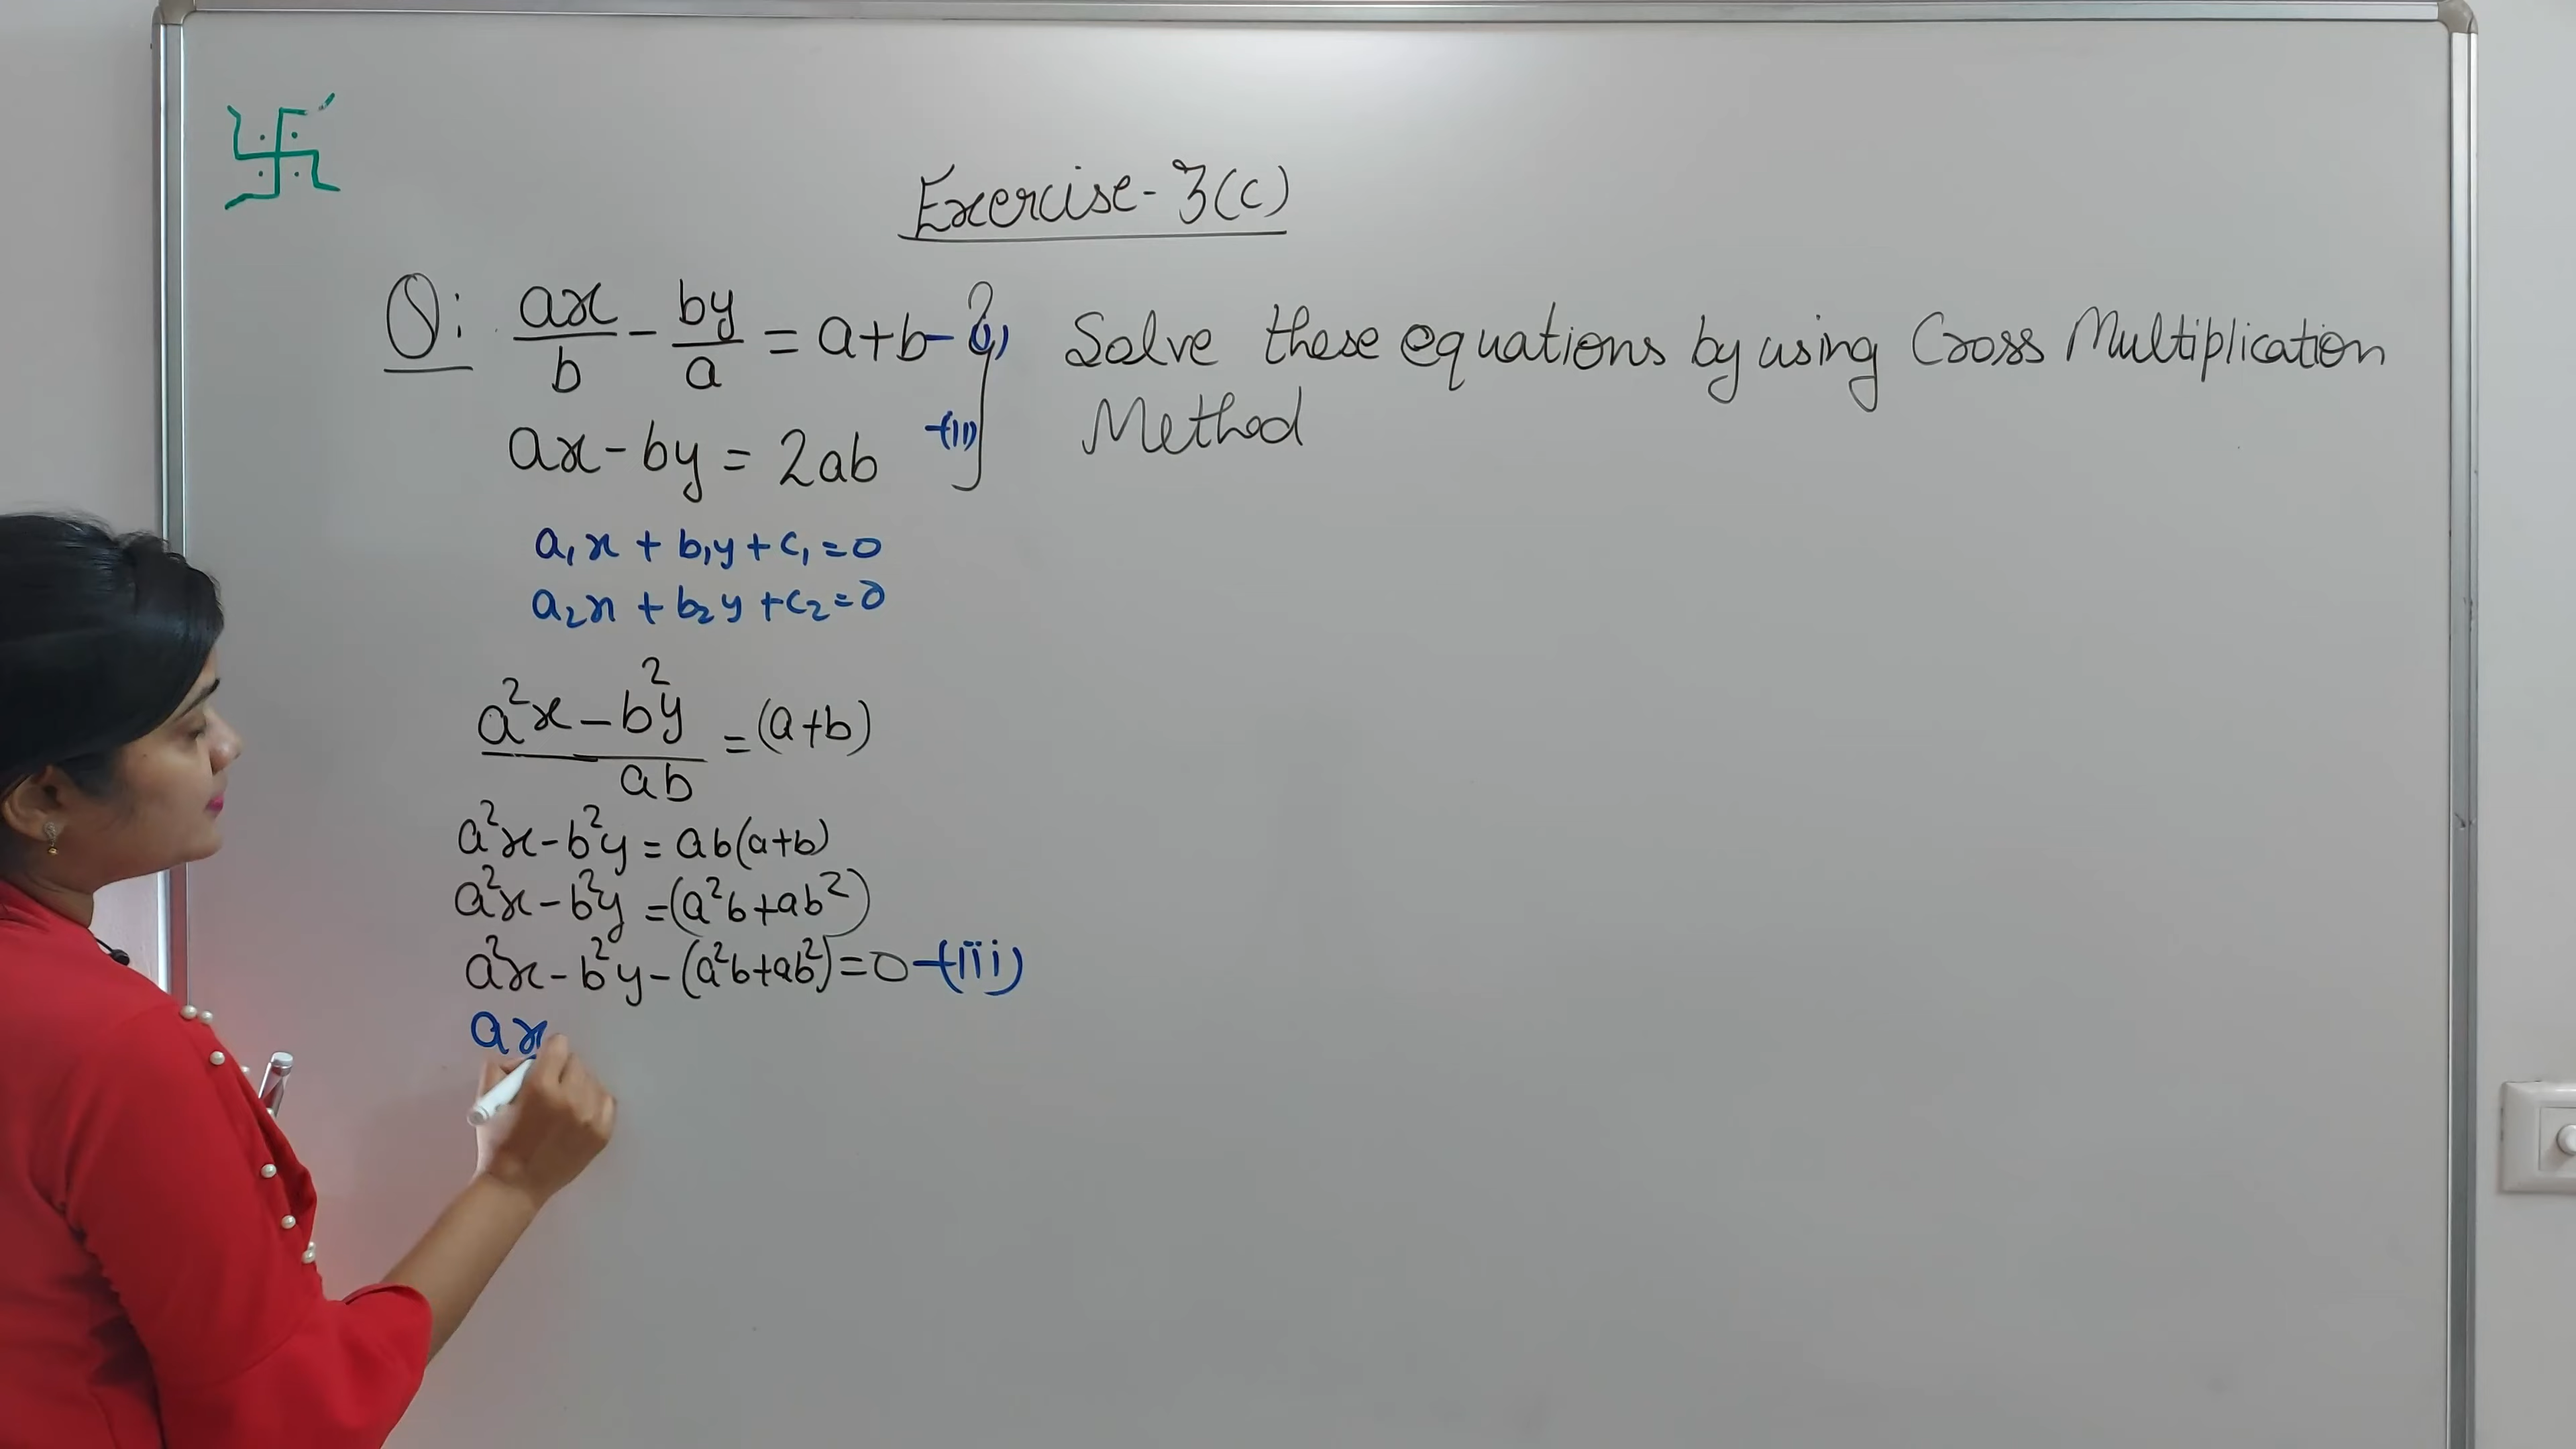 Exercise-3(c)
Q: ax/b - by/a = a+b -(i) } Solve these equations by using Cross Multiplication
ax - by = 2ab -(ii) Method
a₁x + b₁y + c₁ = 0
a₂x + b₂y + c₂ = 0
(a²x - b²y)/ab = (a+b)
a²x - b²y = ab(a+b)
a²x - b²y = (a²b+ab²)
a²x - b²y - (a²b+ab²) = 0 -(iii)
ax